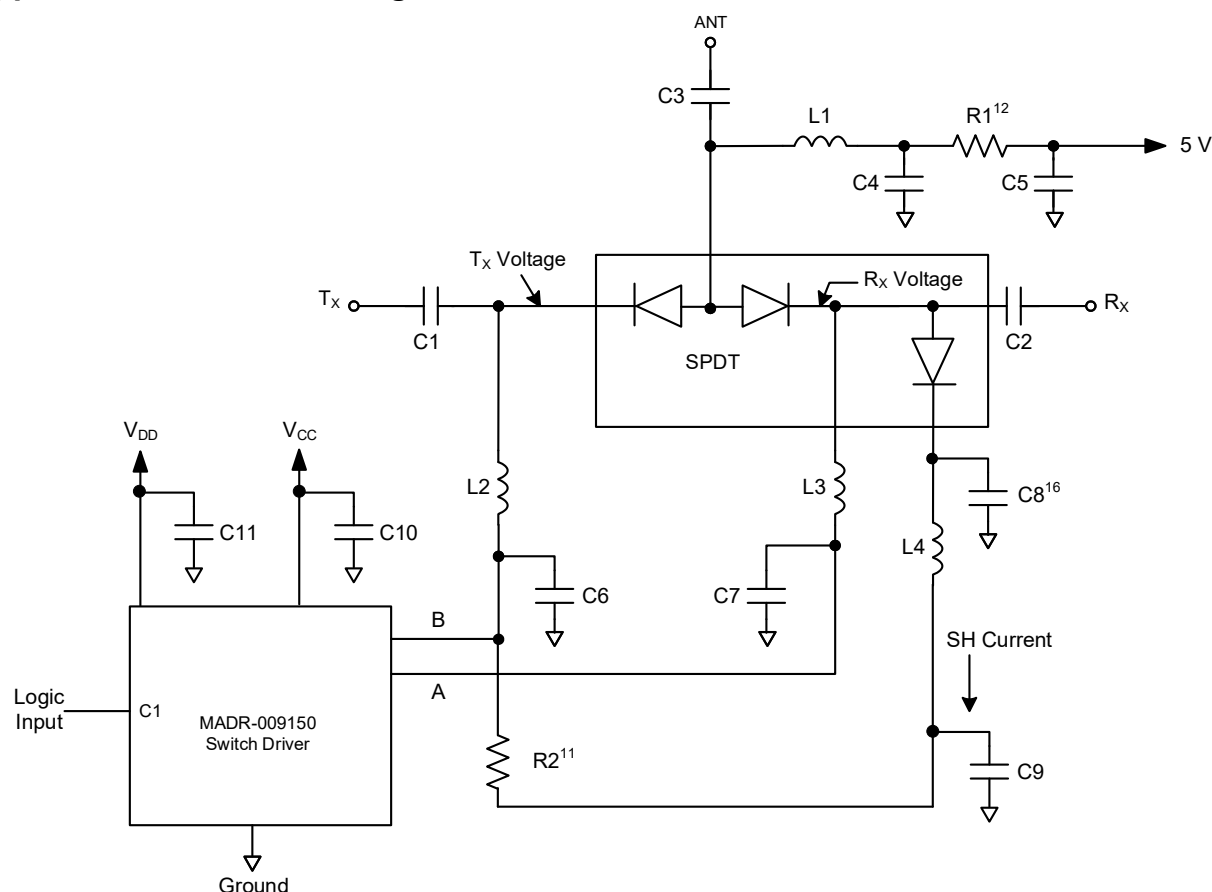 ANT
C3
L1
R1¹²
5 V
C4
C5
Tₓ Voltage
Rₓ Voltage
Tₓ
C1
SPDT
C2
Rₓ
V_DD
V_CC
L2
L3
C8¹⁶
C11
C10
L4
C6
C7
B
SH Current
A
Logic
Input
C1
MADR-009150
Switch Driver
R2¹¹
C9
Ground